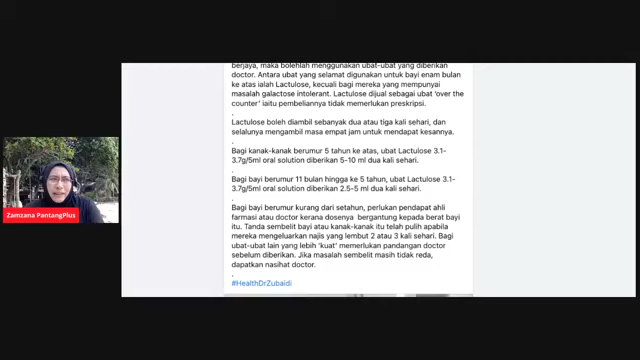 berjaya, maka bolehlah menggunakan ubat-ubat yang diberikan
doctor. Antara ubat yang selamat digunakan untuk bayi enam bulan
ke atas ialah Lactulose, kecuali bagi mereka yang mempunyai
masalah galactose intolerant. Lactulose dijual sebagai ubat 'over the
counter' iaitu pembeliannya tidak memerlukan preskripsi.
.
Lactulose boleh diambil sebanyak dua atau tiga kali sehari, dan
selalunya mengambil masa empat jam untuk mendapat kesannya.
.
Bagi kanak-kanak berumur 5 tahun ke atas, ubat Lactulose 3.1-
3.7g/5ml oral solution diberikan 5-10 ml dua kali sehari.
.
Bagi bayi berumur 11 bulan hingga ke 5 tahun, ubat Lactulose 3.1-
3.7g/5ml oral solution diberikan 2.5-5 ml dua kali sehari.
.
Bagi bayi berumur kurang dari setahun, perlukan pendapat ahli
farmasi atau doctor kerana dosenya bergantung kepada berat bayi
itu. Tanda sembelit bayi atau kanak-kanak itu telah pulih apabila
mereka mengeluarkan najis yang lembut 2 atau 3 kali sehari. Bagi
ubat-ubat lain yang lebih 'kuat' memerlukan pandangan doctor
sebelum diberikan. Jika masalah sembelit masih tidak reda,
dapatkan nasihat doctor.
.
#HealthDrZubaidi
Zamzana PantangPlus